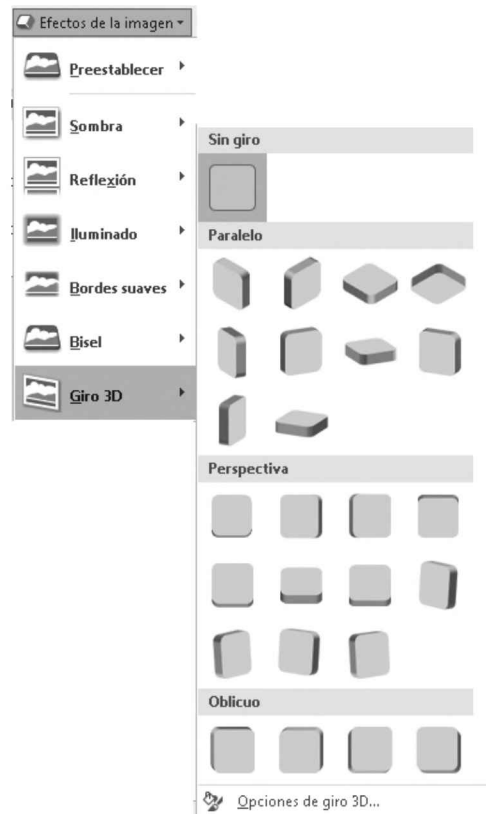 Efectos de la imagen
Preestablecer
Sombra
Reflexión
Iluminado
Bordes suaves
Bisel
Giro 3D
Sin giro
Paralelo
Perspectiva
Oblicuo
Opciones de giro 3D...